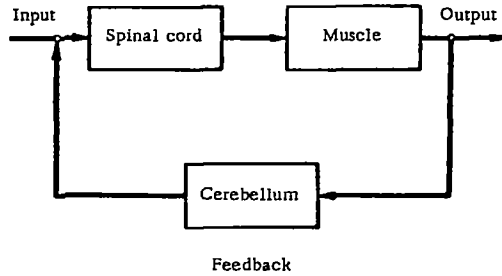 Input
Output
Spinal cord
Muscle
Cerebellum
Feedback